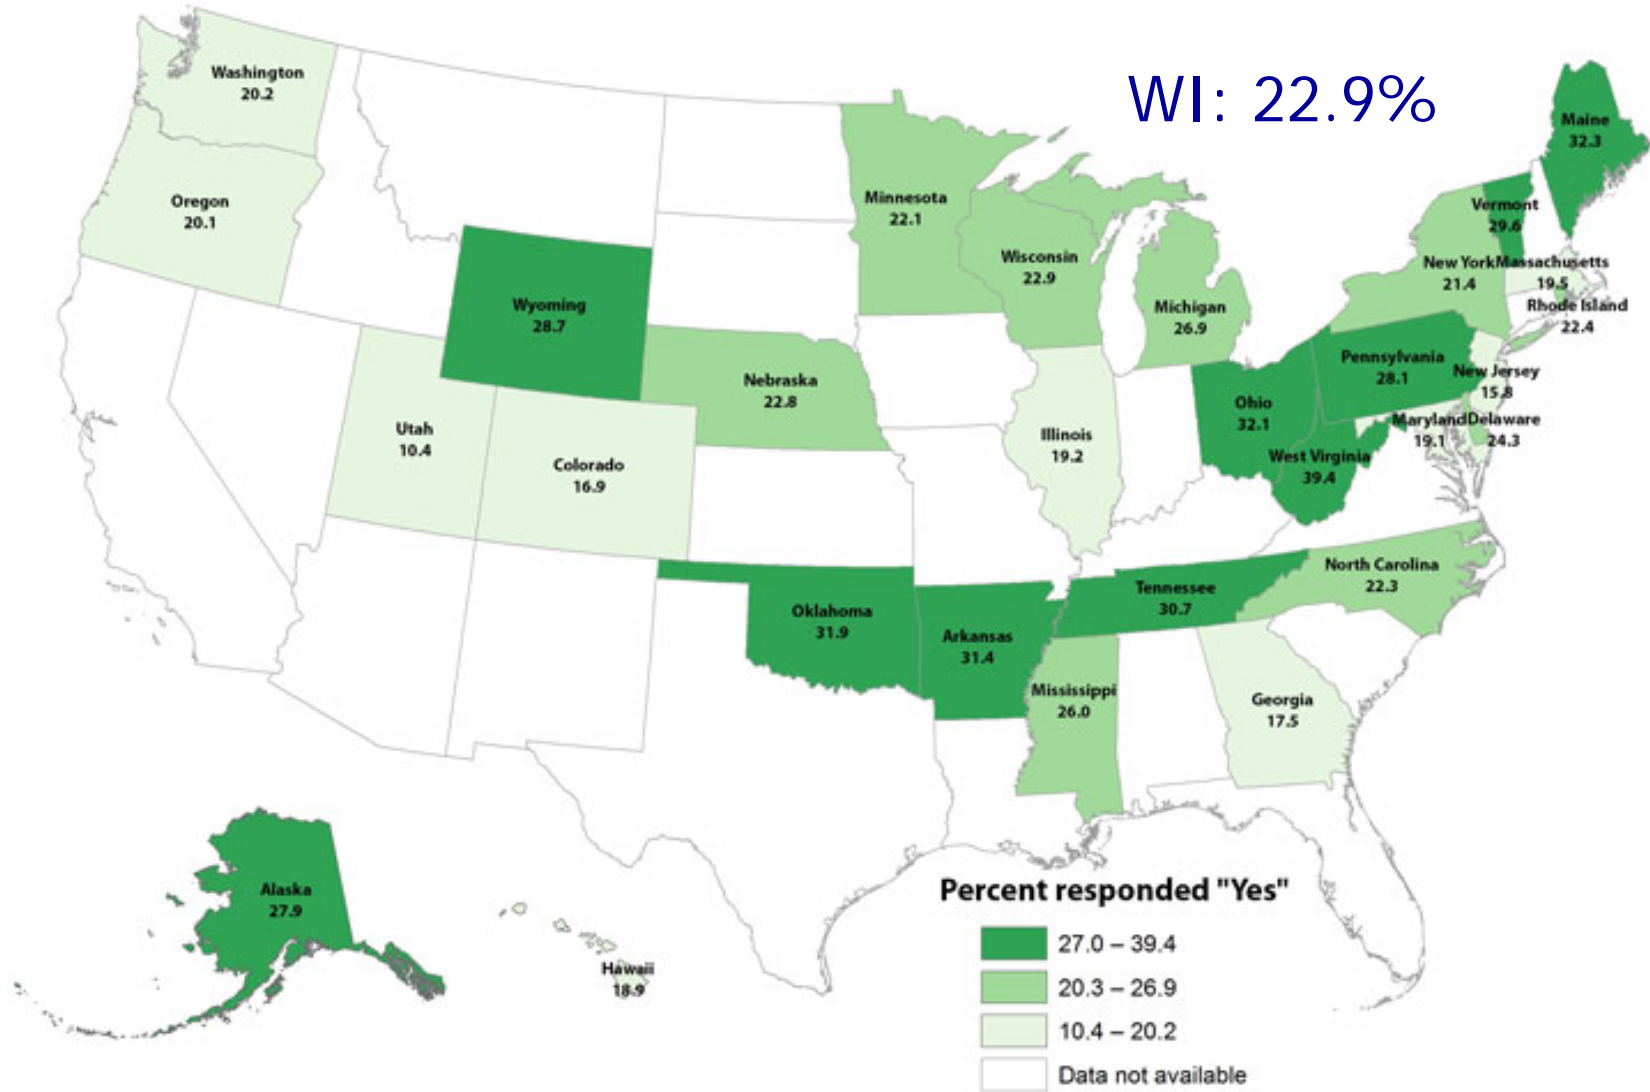 WI: 22.9%
Washington
20.2
Maine
32.3
Oregon
20.1
Minnesota
22.1
Vermont
29.6
Wisconsin
22.9
New York
21.4
Massachusetts
19.5
Wyoming
28.7
Michigan
26.9
Rhode Island
22.4
Nebraska
22.8
Pennsylvania
28.1
New Jersey
15.8
Utah
10.4
Colorado
16.9
Illinois
19.2
Ohio
32.1
Maryland
19.1
Delaware
24.3
West Virginia
39.4
Oklahoma
31.9
Arkansas
31.4
Tennessee
30.7
North Carolina
22.3
Mississippi
26.0
Georgia
17.5
Alaska
27.9
Hawaii
18.9
Percent responded "Yes"
27.0 – 39.4
20.3 – 26.9
10.4 – 20.2
Data not available